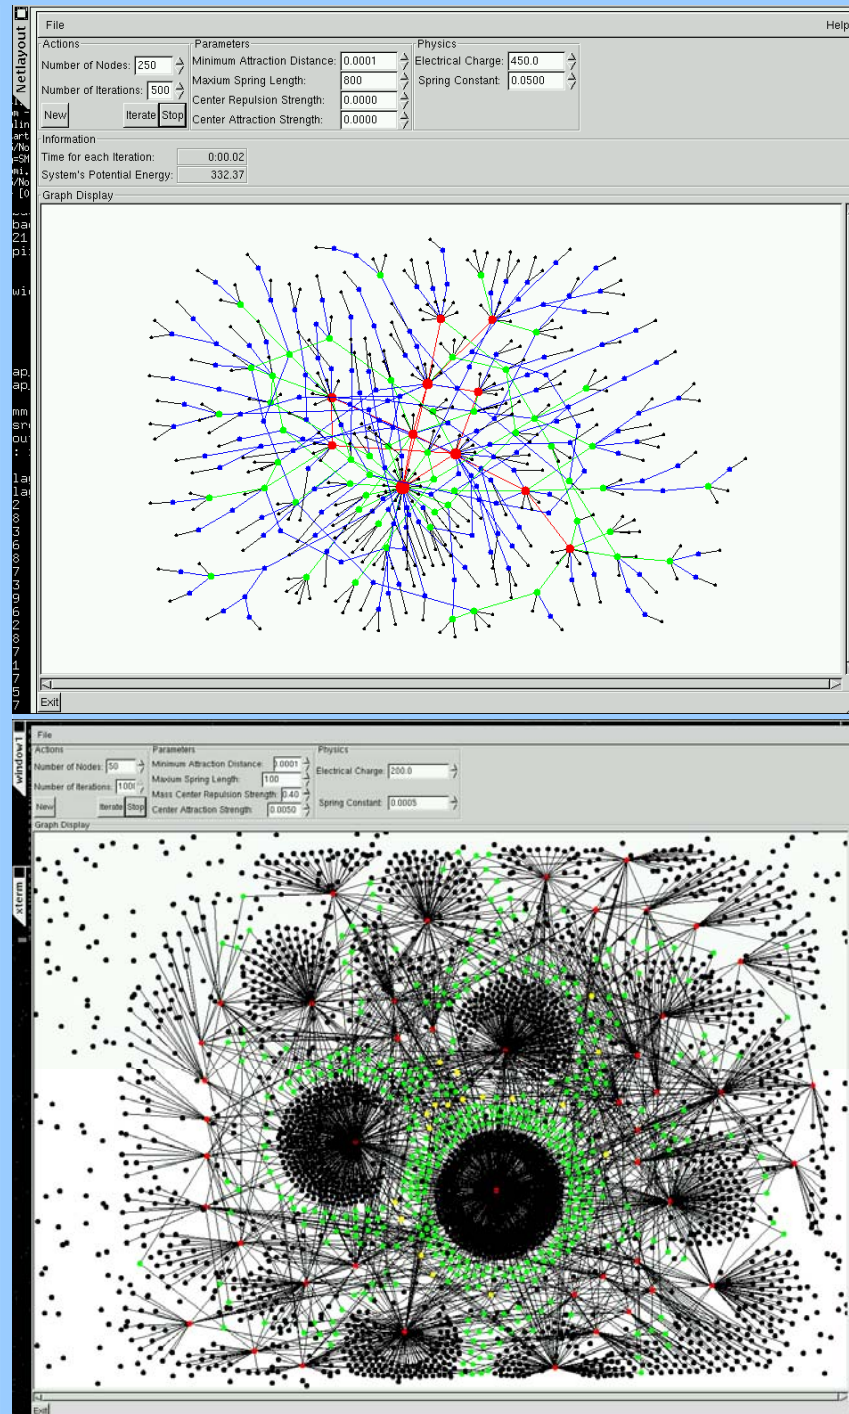 Netlayout
File Help
Actions Parameters Physics
Number of Nodes: 250 Minimum Attraction Distance: 0.0001 Electrical Charge: 450.0
Number of Iterations: 500 Maxium Spring Length: 800 Spring Constant: 0.0500
Center Repulsion Strength: 0.0000
New Iterate Stop Center Attraction Strength: 0.0000
Information
Time for each Iteration: 0:00.02
System's Potential Energy: 332.37
Graph Display
Exit
window1
File
Actions Parameters Physics
Number of Nodes: 50 Minimum Attraction Distance: 0.0001 Electrical Charge: 200.0
Maxium Spring Length: 100
Number of Iterations: Mass Center Repulsion Strength: 0.40 Spring Constant: 0.0005
New Iterate Stop Center Attraction Strength: 0.0050
Graph Display
xterm
Exit